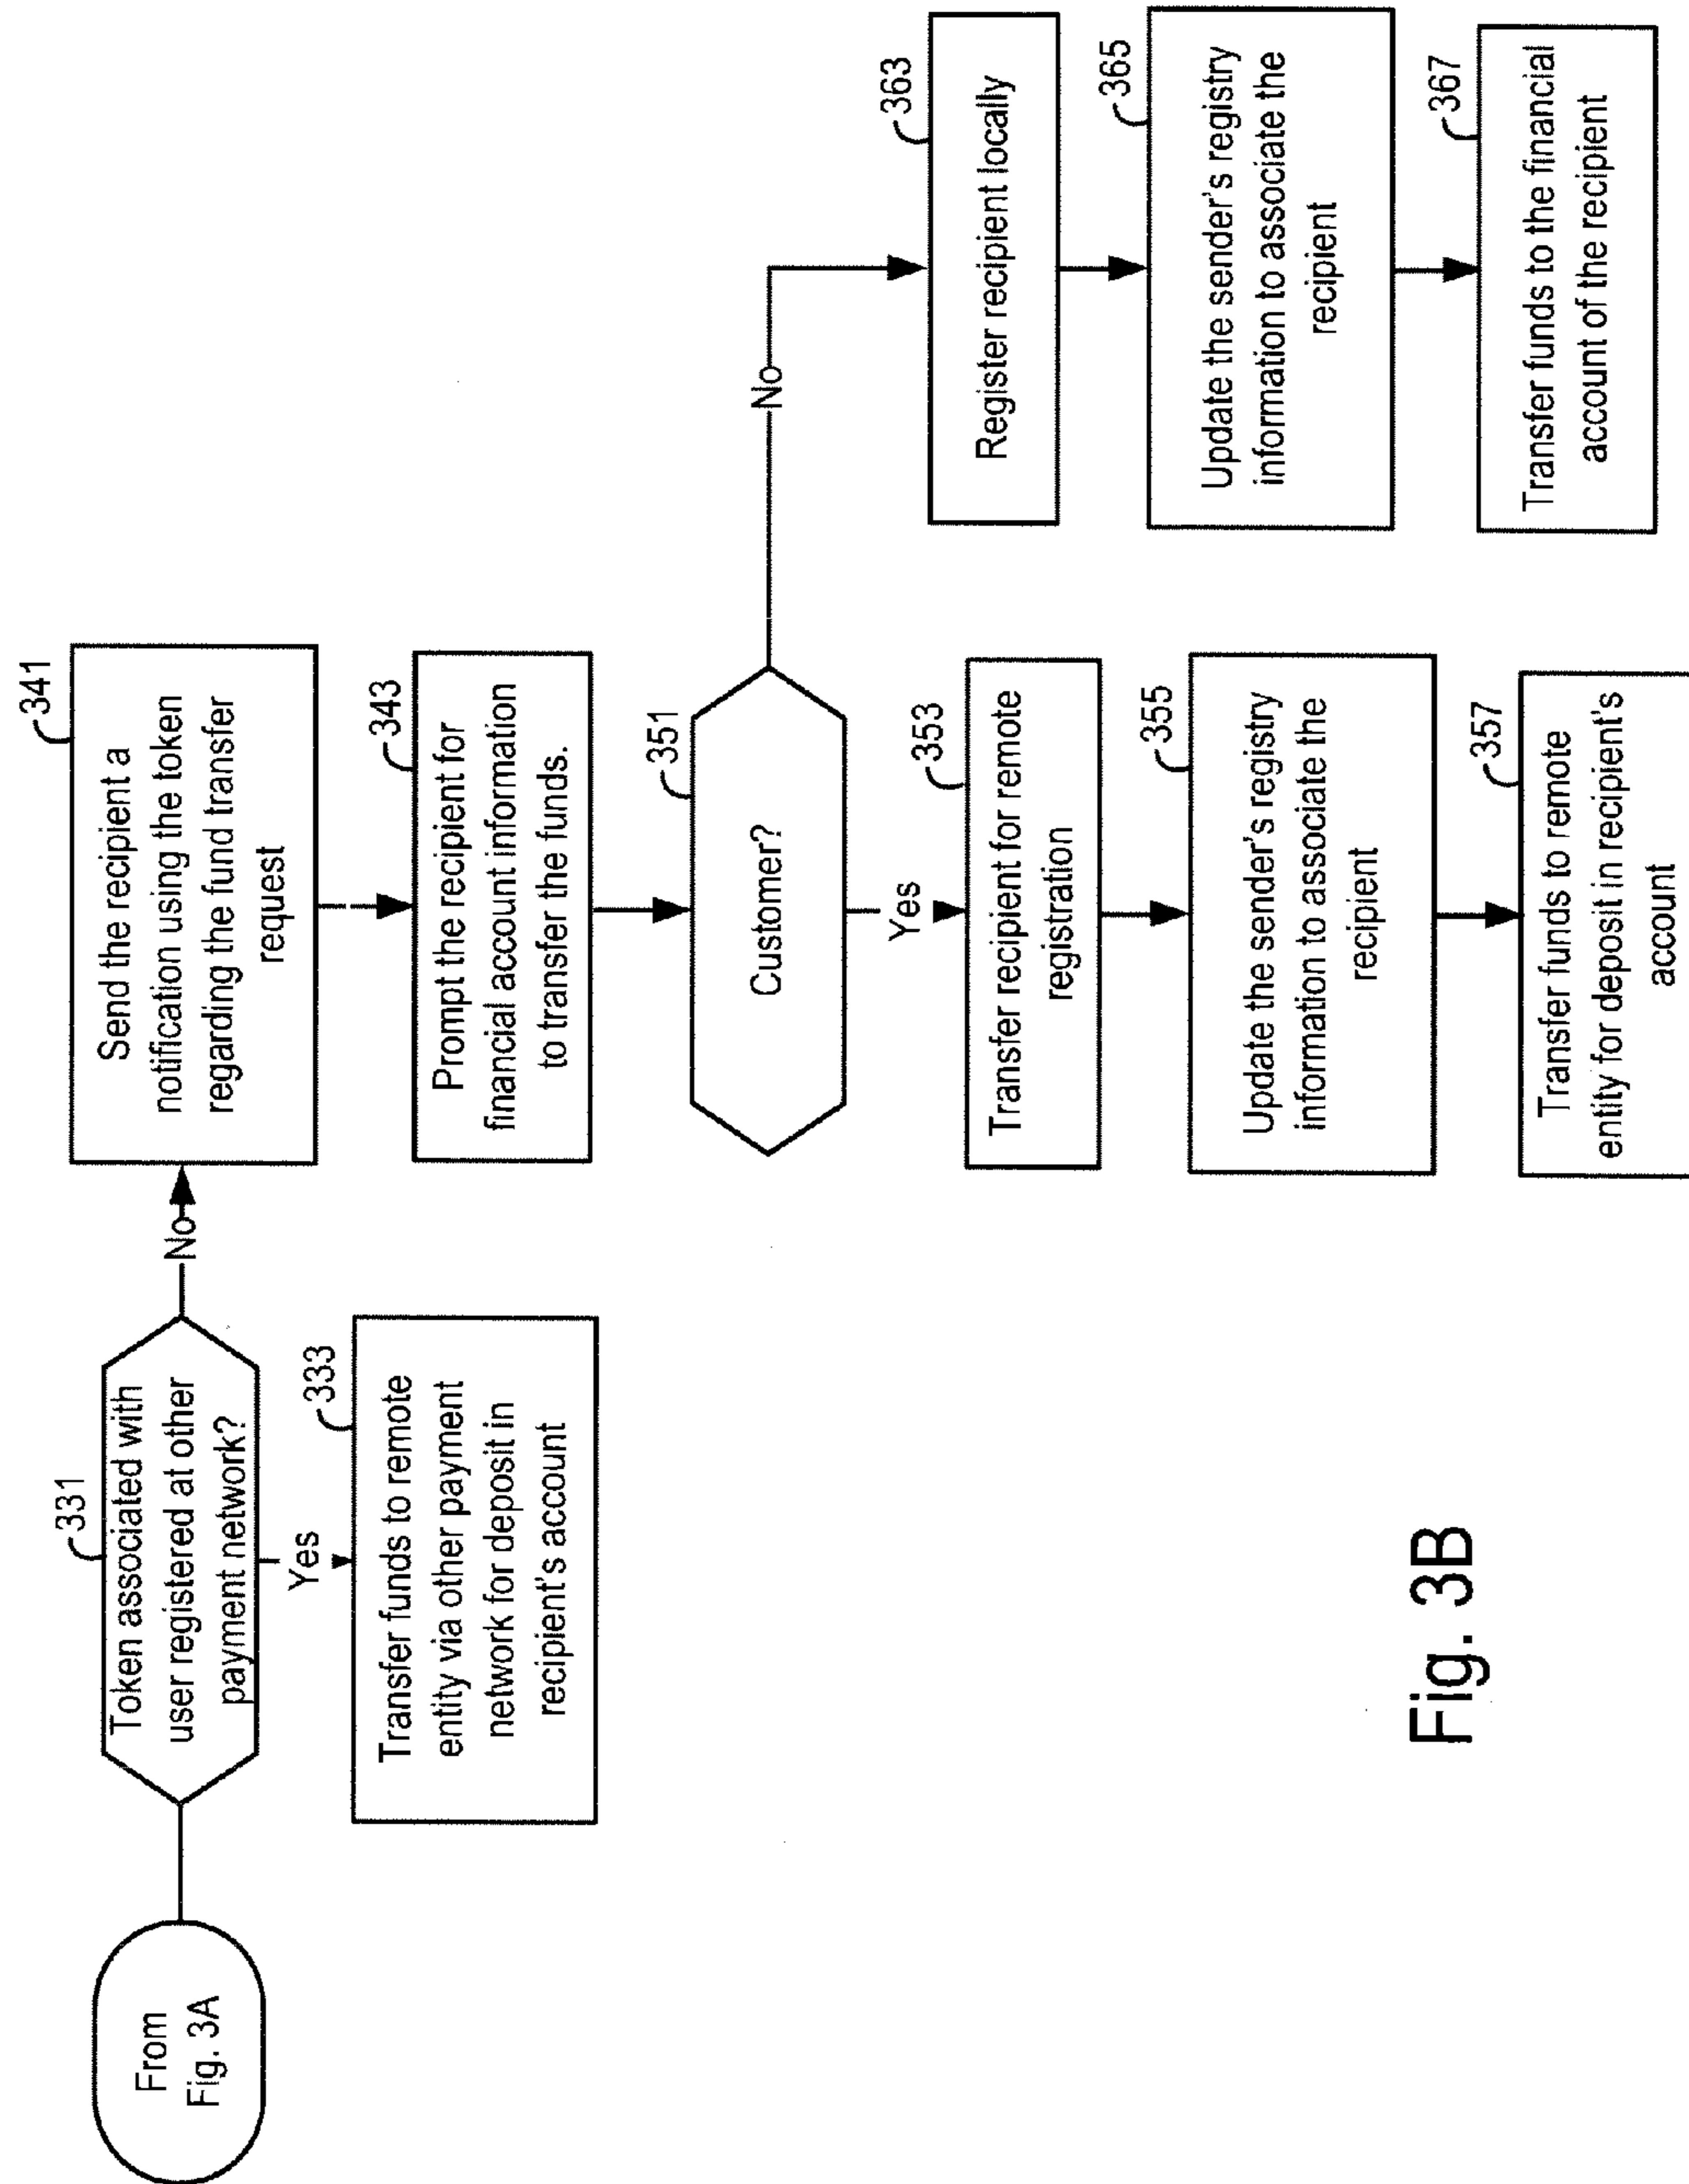 From
Fig. 3A
331
Token associated with
user registered at other
payment network?
No
Yes
333
Transfer funds to remote
entity via other payment
network for deposit in
recipient's account
341
Send the recipient a
notification using the token
regarding the fund transfer
request
343
Prompt the recipient for
financial account information
to transfer the funds.
351
Customer?
No
Yes
353
Transfer recipient for remote
registration
355
Update the sender's registry
information to associate the
recipient
357
Transfer funds to remote
entity for deposit in recipient's
account
363
Register recipient locally
365
Update the sender's registry
information to associate the
recipient
367
Transfer funds to the financial
account of the recipient
Fig. 3B